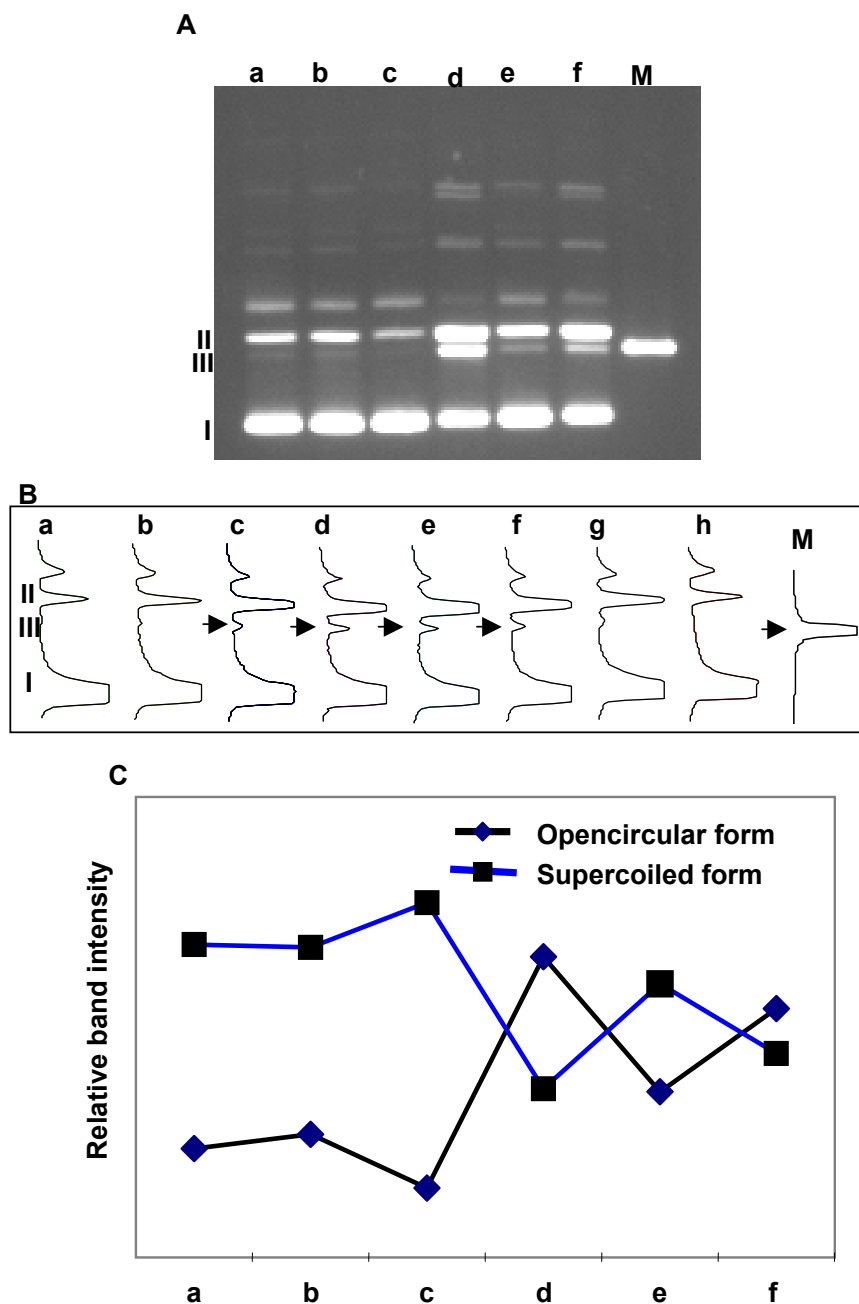 A
a b c d e f M
II
III
I
B
a b c d e f g h M
II
III
I
C
Opencircular form
Supercoiled form
Relative band intensity
a b c d e f